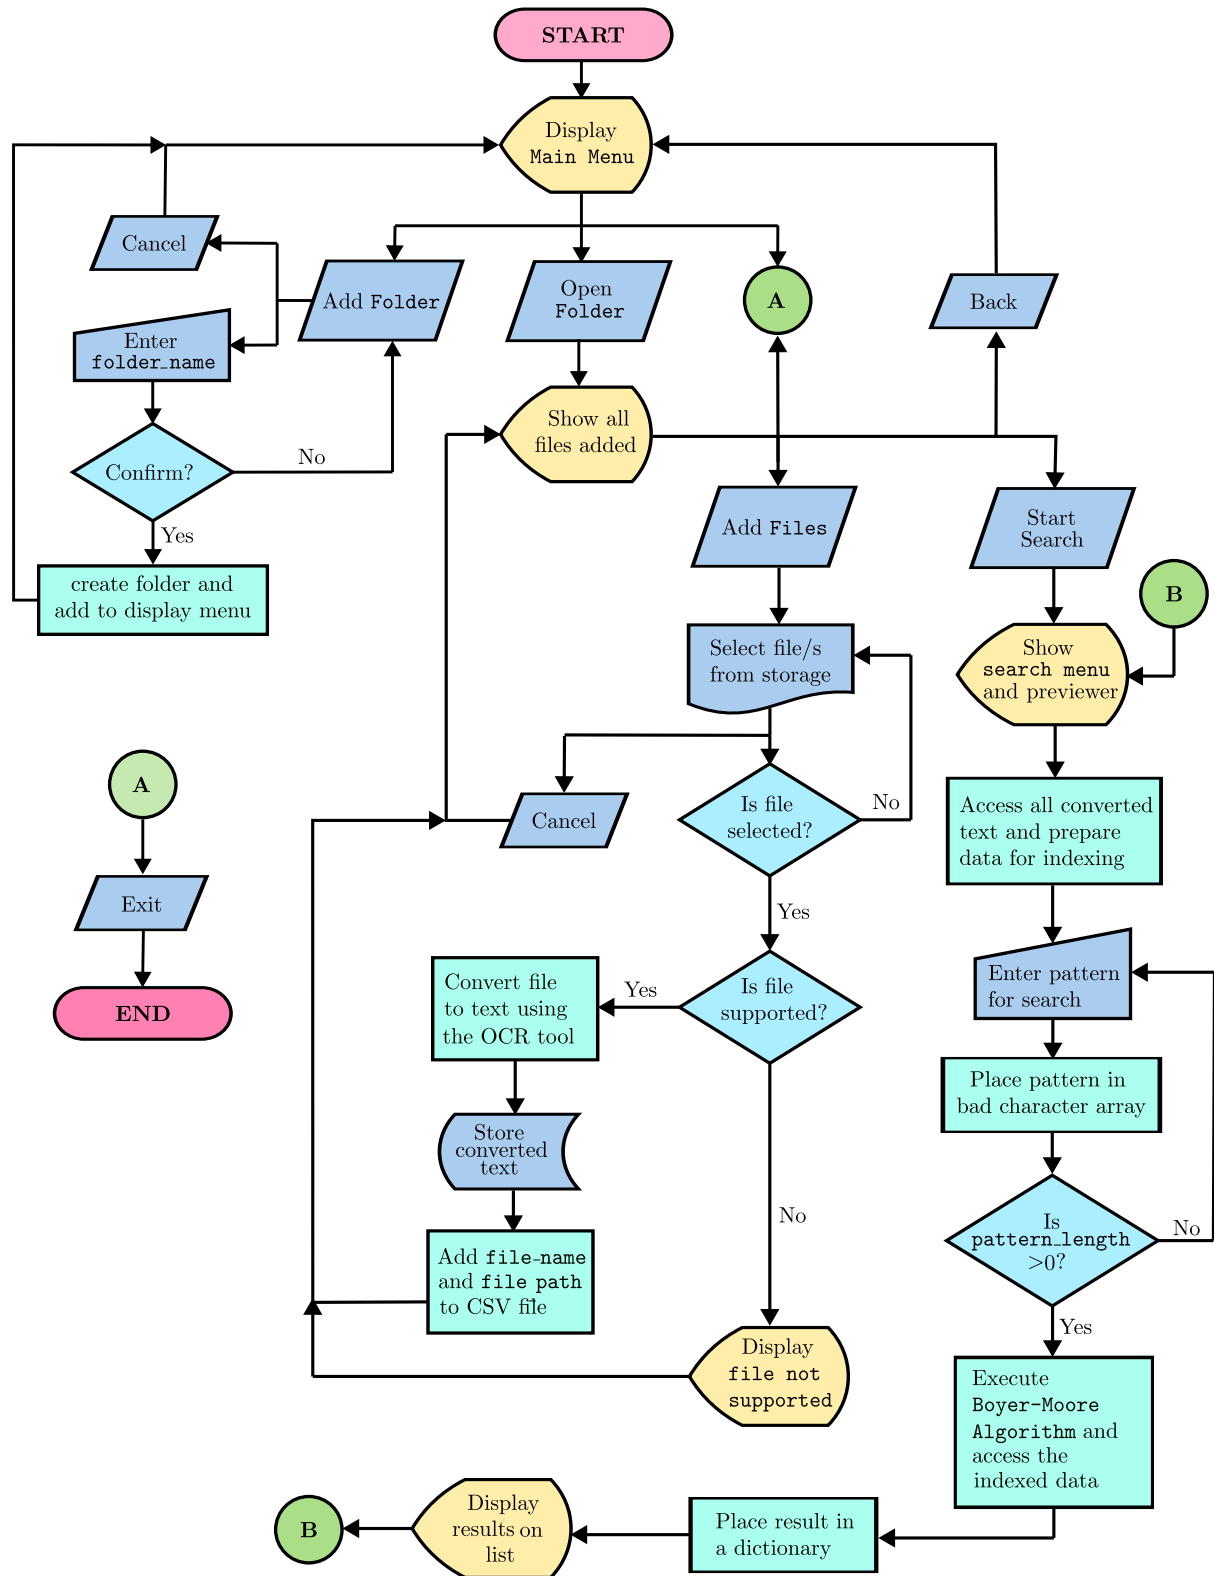 START
Display
Main Menu
Cancel
Add Folder
Open
Folder
A
Back
Enter
folder_name
Show all
files added
Confirm?
No
Yes
Add Files
Start
Search
create folder and
add to display menu
B
Select file/s
from storage
Show
search menu
and previewer
A
Cancel
Is file
selected?
No
Access all converted
text and prepare
data for indexing
Exit
Yes
END
Convert file
to text using
the OCR tool
Yes
Is file
supported?
Enter pattern
for search
Place pattern in
bad character array
Store
converted
text
No
Is
pattern_length
>0?
No
Add file-name
and file path
to CSV file
Yes
Display
file not
supported
Execute
Boyer-Moore
Algorithm and
access the
indexed data
B
Display
results on
list
Place result in
a dictionary